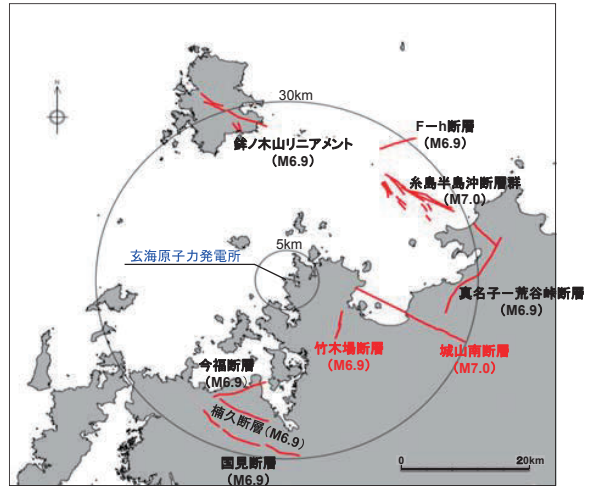 N
30km
F－h断層
(M6.9)
鉢ノ木山リニアメント
(M6.9)
糸島半島沖断層群
(M7.0)
5km
玄海原子力発電所
真名子－荒谷峠断層
(M6.9)
竹木場断層
(M6.9)
城山南断層
(M7.0)
今福断層
(M6.9)
楠久断層(M6.9)
国見断層
(M6.9)
0 20km